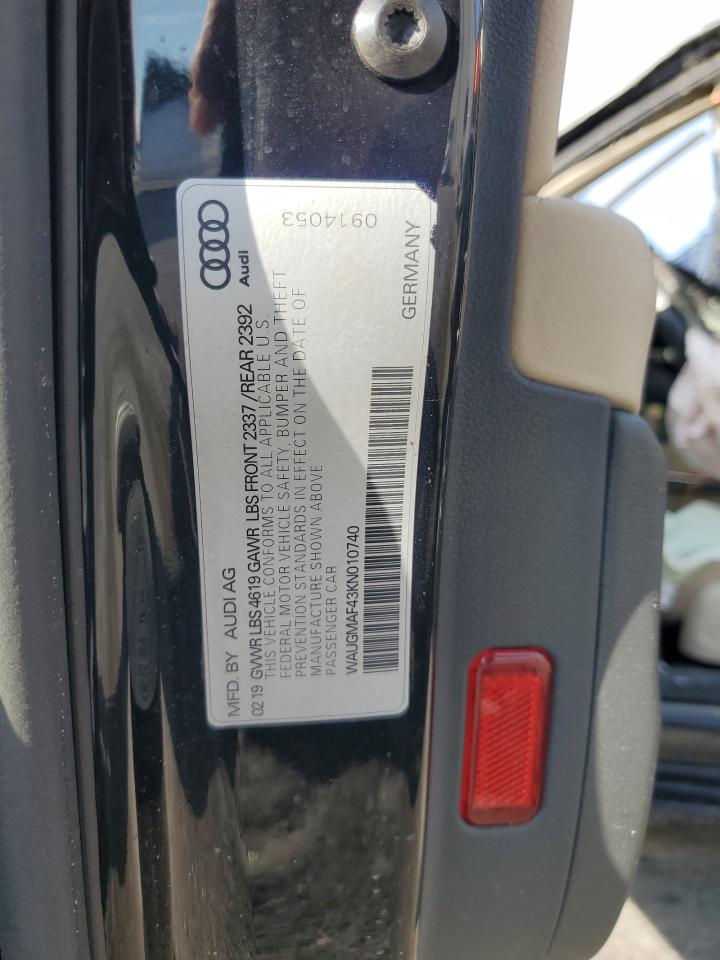 MFD. BY AUDI AG
Audi
02 19 GVWR LBS 4619 GAWR LBS FRONT 2337 / REAR 2392
THIS VEHICLE CONFORMS TO ALL APPLICABLE U.S.
FEDERAL MOTOR VEHICLE SAFETY, BUMPER AND THEFT
PREVENTION STANDARDS IN EFFECT ON THE DATE OF
MANUFACTURE SHOWN ABOVE
PASSENGER CAR
0914053
WAUGMAF43KN010740
GERMANY